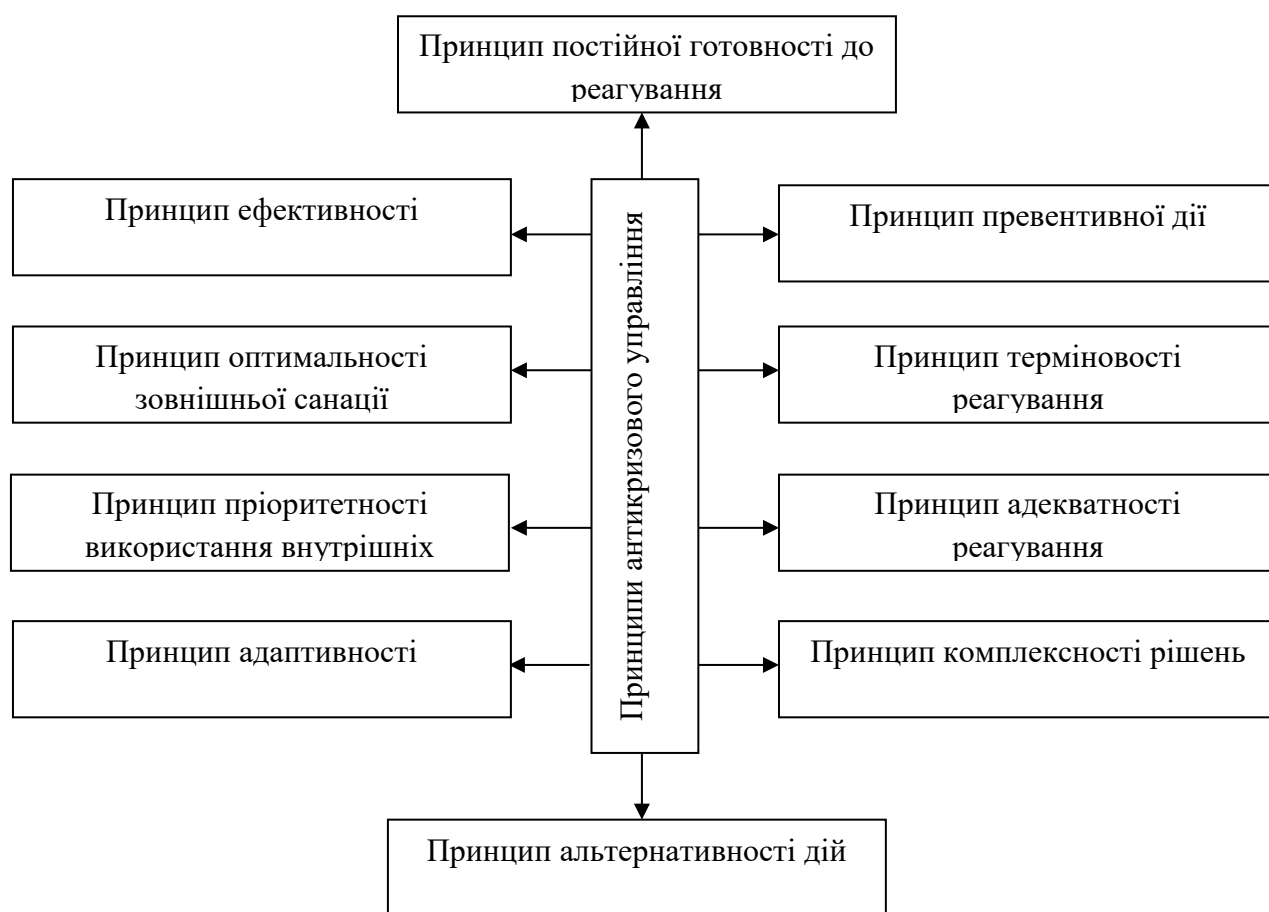 Принцип постійної готовності до
реагування
Принцип ефективності
Принцип превентивної дії
Принцип оптимальності
зовнішньої санації
Принцип терміновості
реагування
Принципи антикризового управління
Принцип пріоритетності
використання внутрішніх
Принцип адекватності
реагування
Принцип адаптивності
Принцип комплексності рішень
Принцип альтернативності дій